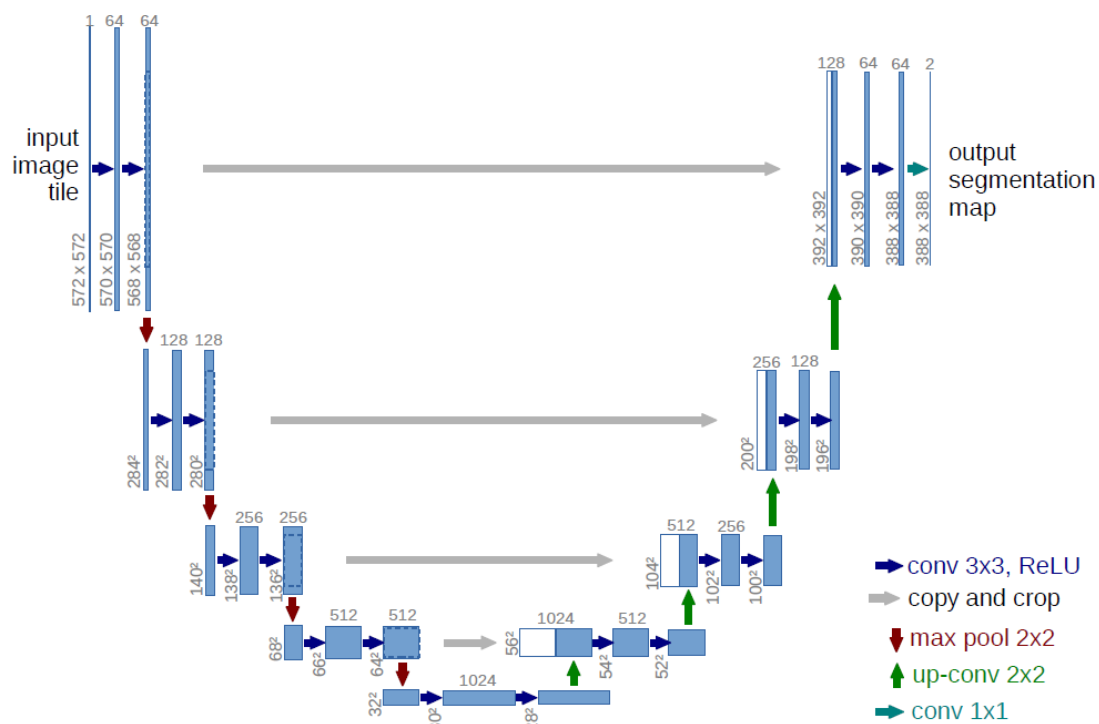 1 64 64
128 64 64 2
input
image
tile
output
segmentation
map
572 x 572
570 x 570
568 x 568
392 x 392
390 x 390
388 x 388
388 x 388
128 128
256 128
284²
282²
280²
200²
198²
196²
256 256
512 256
140²
138²
136²
104²
102²
100²
conv 3x3, ReLU
copy and crop
max pool 2x2
up-conv 2x2
conv 1x1
512 512
1024 512
68²
66²
64²
56²
54²
52²
1024
32²